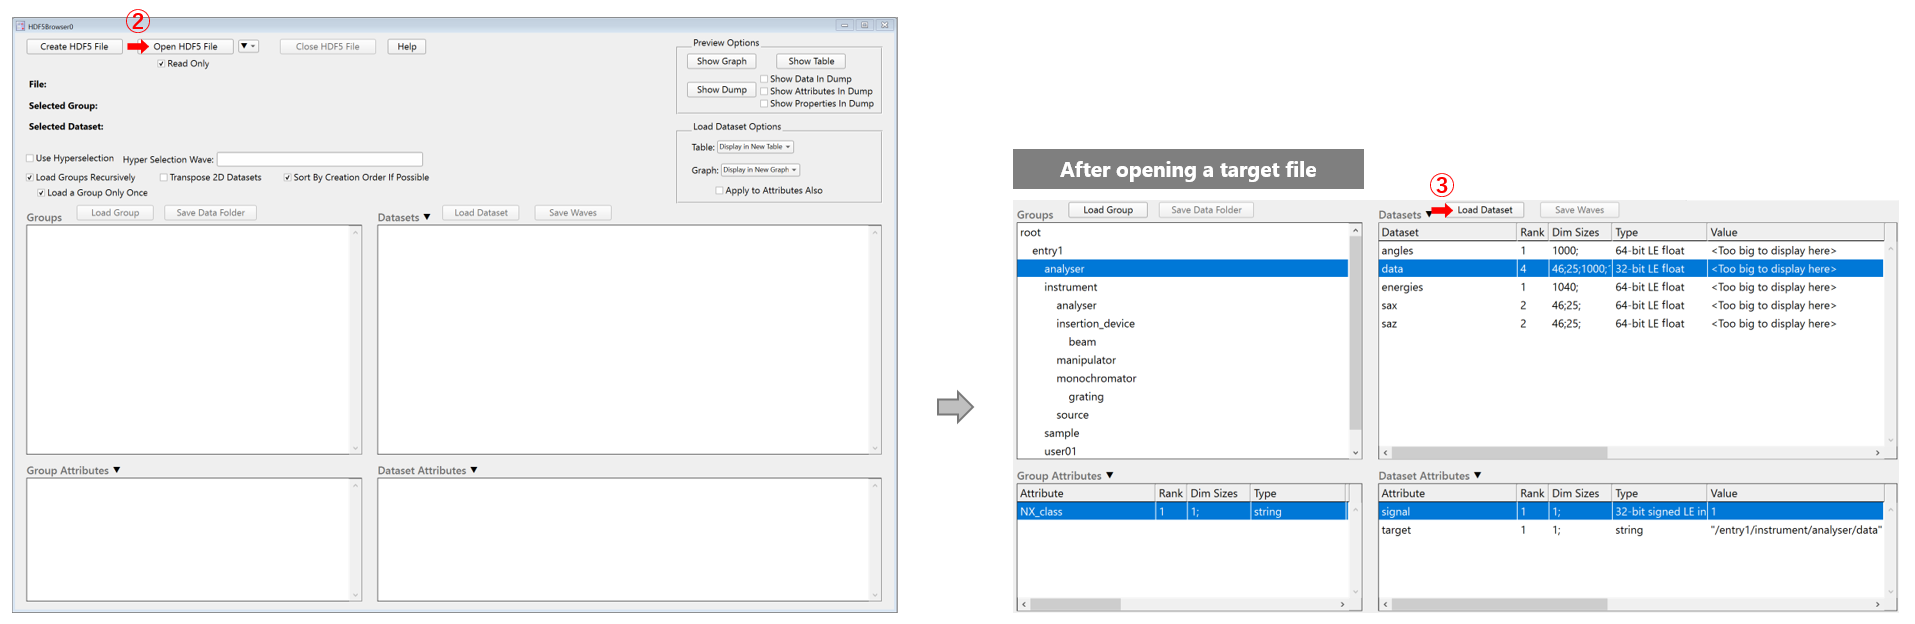 HDF5Browser0
②
Create HDF5 File
Open HDF5 File
Close HDF5 File
Help
Read Only
File:
Selected Group:
Selected Dataset:
Use Hyperselection Hyper Selection Wave:
Load Groups Recursively Transpose 2D Datasets Sort By Creation Order If Possible
Load a Group Only Once
Groups Load Group Save Data Folder
Datasets Load Dataset Save Waves
Group Attributes
Dataset Attributes
Preview Options
Show Graph Show Table
Show Dump
Show Data In Dump
Show Attributes In Dump
Show Properties In Dump
Load Dataset Options
Table: Display in New Table
Graph: Display in New Graph
Apply to Attributes Also
After opening a target file
③
Groups Load Group Save Data Folder
root
entry1
analyser
instrument
analyser
insertion_device
beam
manipulator
monochromator
grating
source
sample
user01
Datasets Load Dataset Save Waves
Dataset Rank Dim Sizes Type Value
angles 1 1000; 64-bit LE float <Too big to display here>
data 4 46;25;1000; 32-bit LE float <Too big to display here>
energies 1 1040; 64-bit LE float <Too big to display here>
sax 2 46;25; 64-bit LE float <Too big to display here>
saz 2 46;25; 64-bit LE float <Too big to display here>
Group Attributes
Attribute Rank Dim Sizes Type
NX_class 1 1; string
Dataset Attributes
Attribute Rank Dim Sizes Type Value
signal 1 1; 32-bit signed LE in 1
target 1 1; string "/entry1/instrument/analyser/data"